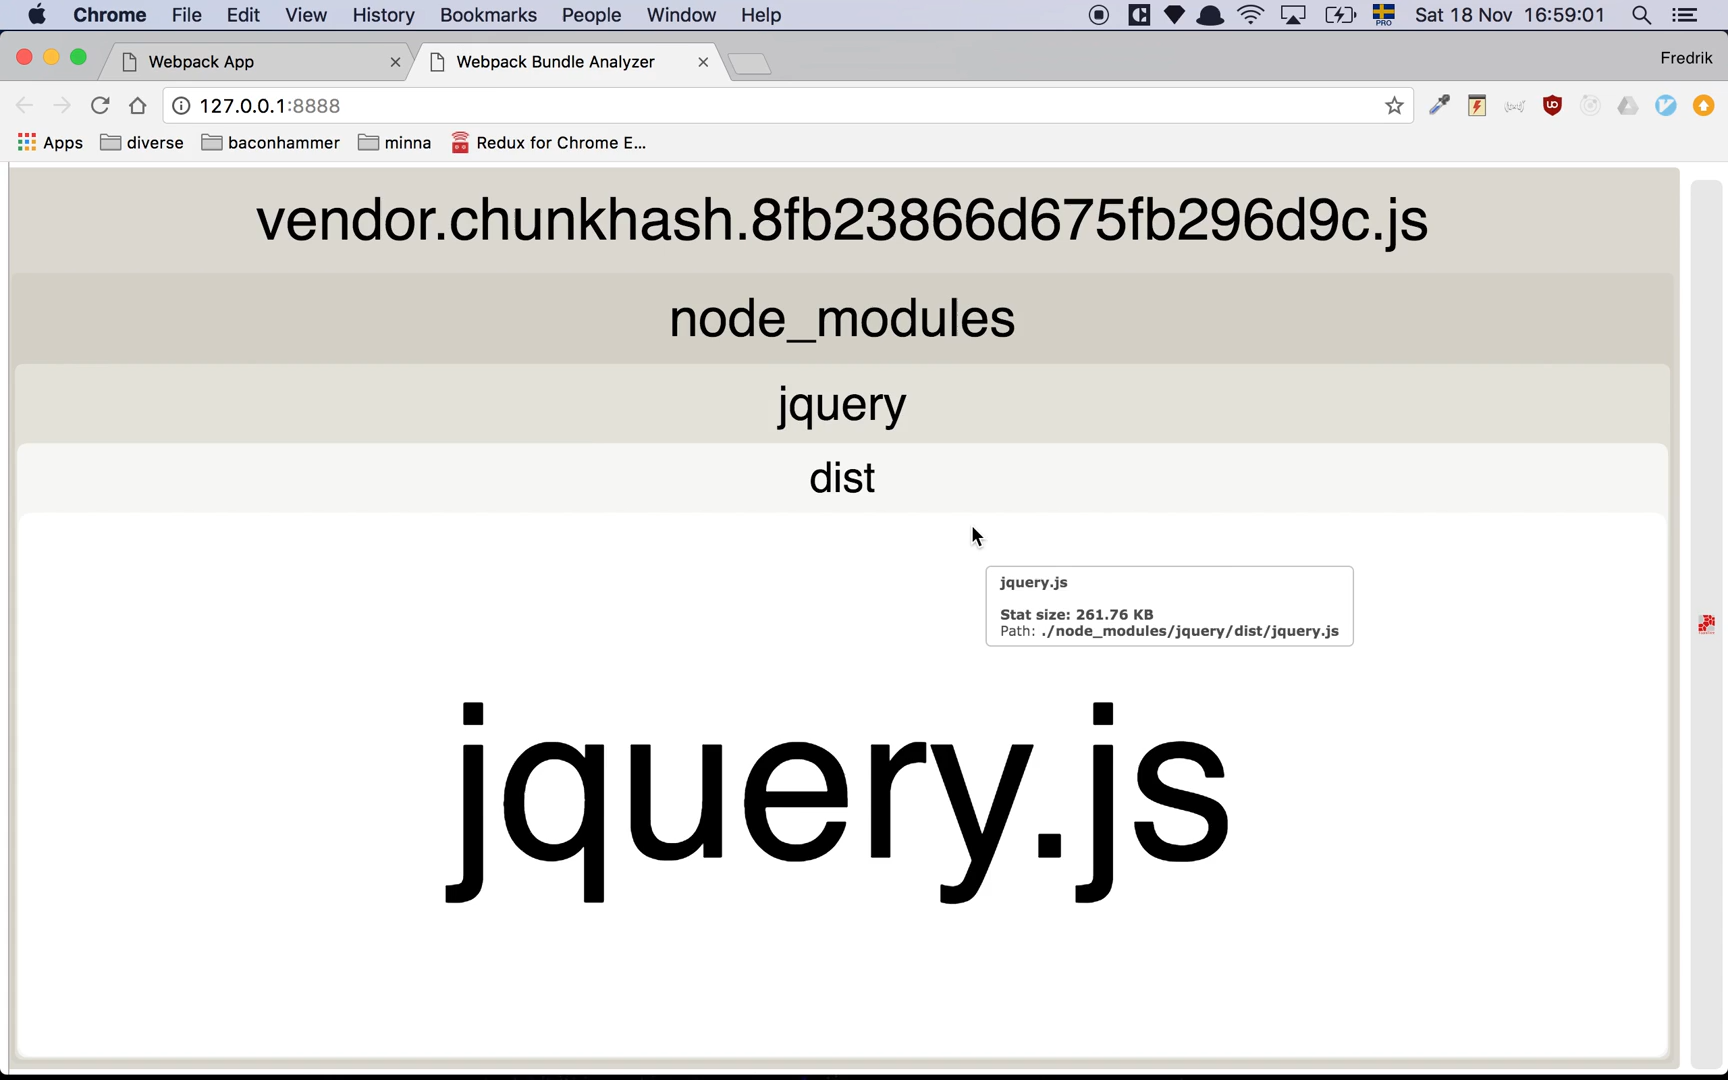 Chrome File Edit View History Bookmarks People Window Help PRO Sat 18 Nov 16:59:01
Webpack App Webpack Bundle Analyzer Fredrik
127.0.0.1:8888
Apps diverse baconhammer minna Redux for Chrome E...
vendor.chunkhash.8fb23866d675fb296d9c.js
node_modules
jquery
dist
jquery.js
Stat size: 261.76 KB
Path: ./node_modules/jquery/dist/jquery.js
jquery.js